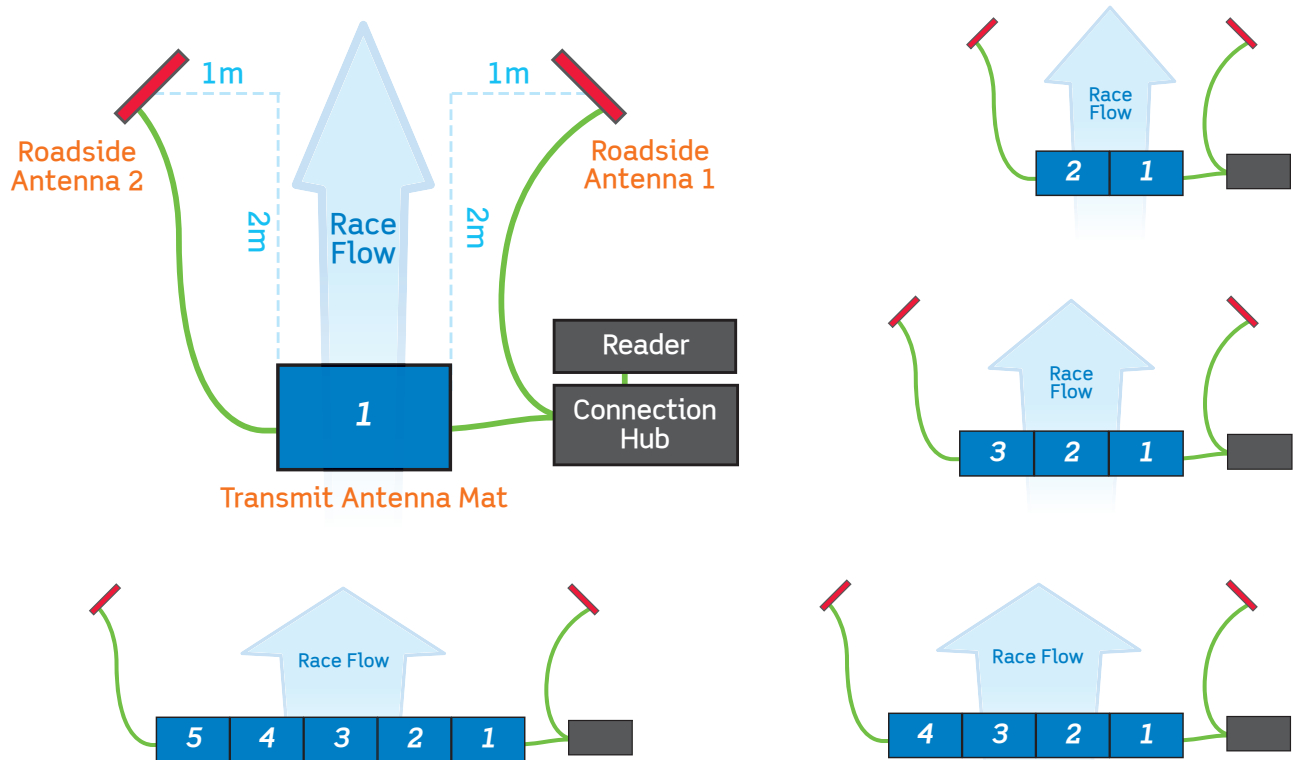 1m
1m
Roadside
Antenna 2
Roadside
Antenna 1
2m
2m
Race
Flow
Reader
Connection
Hub
1
Transmit Antenna Mat
Race
Flow
2 1
Race
Flow
3 2 1
Race Flow
5 4 3 2 1
Race Flow
4 3 2 1